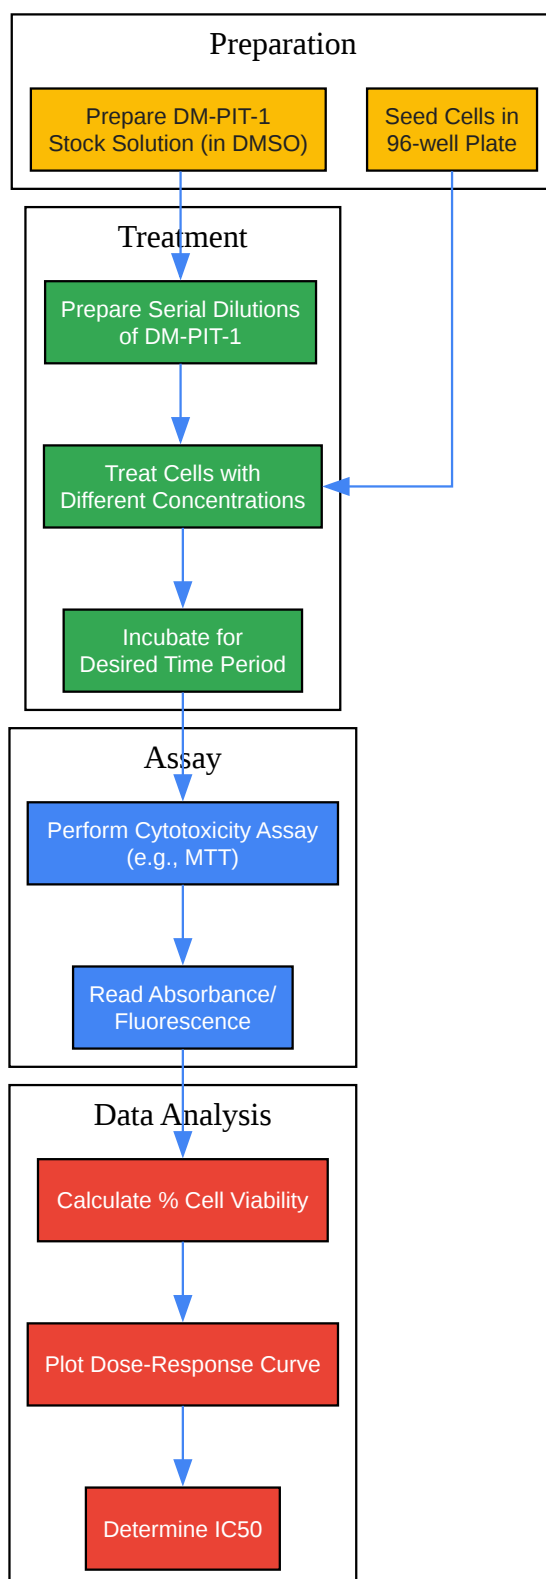 Preparation
Prepare DM-PIT-1
Stock Solution (in DMSO)
Seed Cells in
96-well Plate
Treatment
Prepare Serial Dilutions
of DM-PIT-1
Treat Cells with
Different Concentrations
Incubate for
Desired Time Period
Assay
Perform Cytotoxicity Assay
(e.g., MTT)
Read Absorbance/
Fluorescence
Data Analysis
Calculate % Cell Viability
Plot Dose-Response Curve
Determine IC50